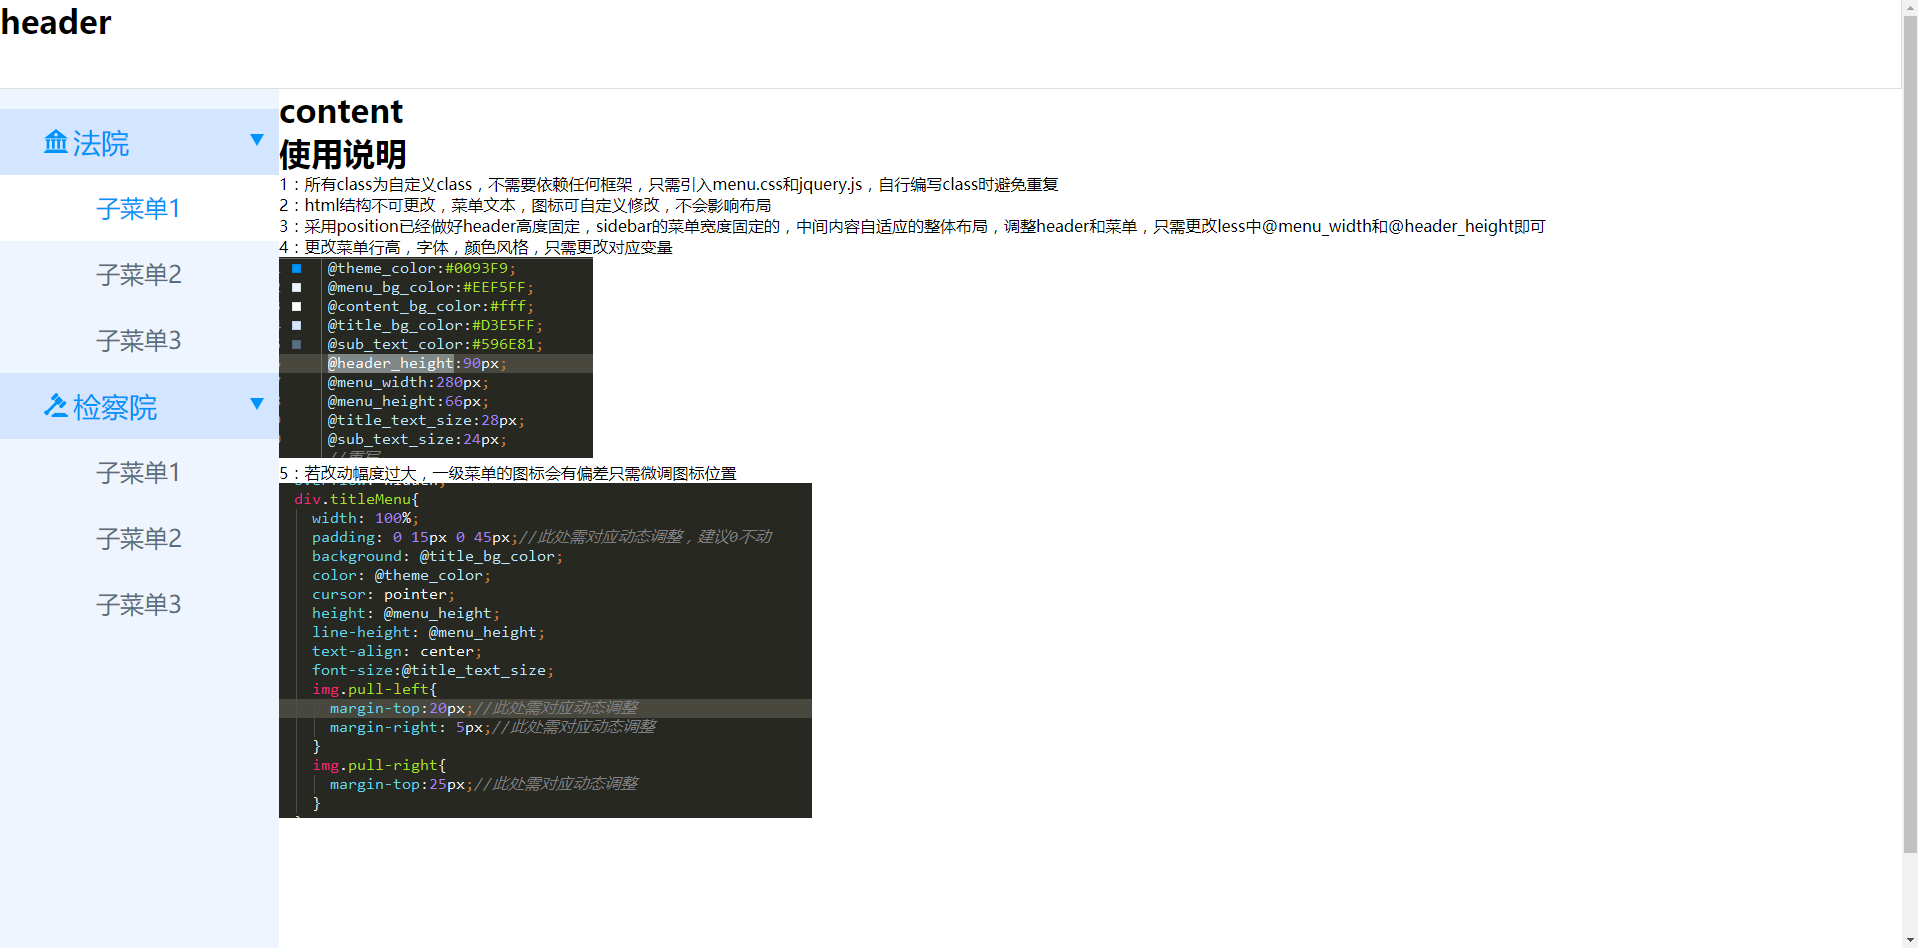 header
法院
子菜单1
子菜单2
子菜单3
检察院
子菜单1
子菜单2
子菜单3
content
使用说明
1：所有class为自定义class，不需要依赖任何框架，只需引入menu.css和jquery.js，自行编写class时避免重复
2：html结构不可更改，菜单文本，图标可自定义修改，不会影响布局
3：采用position已经做好header高度固定，sidebar的菜单宽度固定的，中间内容自适应的整体布局，调整header和菜单，只需更改less中@menu_width和@header_height即可
4：更改菜单行高，字体，颜色风格，只需更改对应变量
@theme_color:#0093F9;
@menu_bg_color:#EEF5FF;
@content_bg_color:#fff;
@title_bg_color:#D3E5FF;
@sub_text_color:#596E81;
@header_height:90px;
@menu_width:280px;
@menu_height:66px;
@title_text_size:28px;
@sub_text_size:24px;
5：若改动幅度过大，一级菜单的图标会有偏差只需微调图标位置
div.titleMenu{
width: 100%;
padding: 0 15px 0 45px;//此处需对应动态调整，建议0不动
background: @title_bg_color;
color: @theme_color;
cursor: pointer;
height: @menu_height;
line-height: @menu_height;
text-align: center;
font-size:@title_text_size;
img.pull-left{
margin-top:20px;//此处需对应动态调整
margin-right: 5px;//此处需对应动态调整
}
img.pull-right{
margin-top:25px;//此处需对应动态调整
}